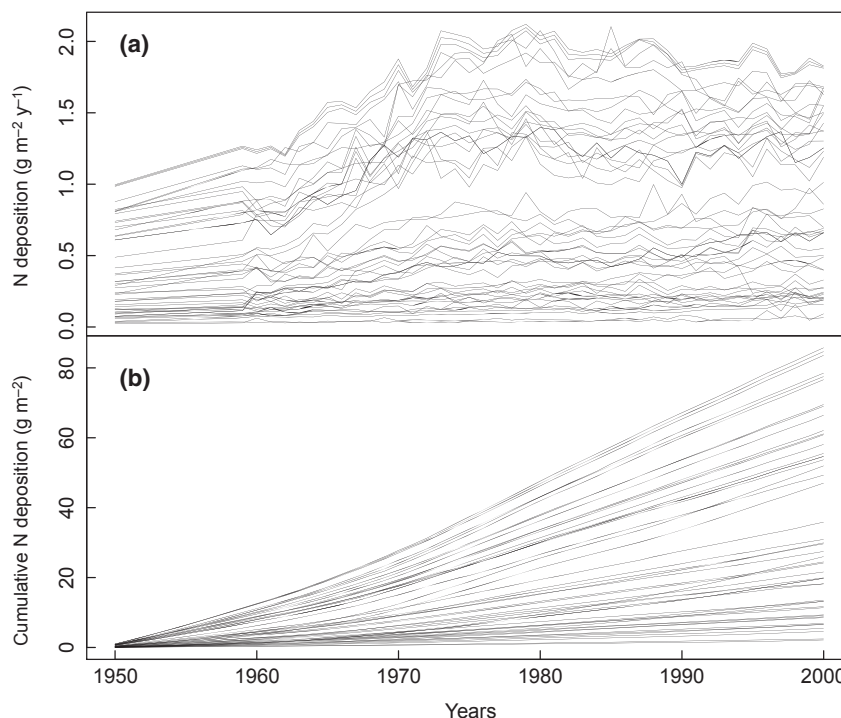 (a)
N deposition (g m⁻² y⁻¹)
2.0
1.5
1.0
0.5
0.0
(b)
Cumulative N deposition (g m⁻²)
80
60
40
20
0
1950 1960 1970 1980 1990 2000
Years